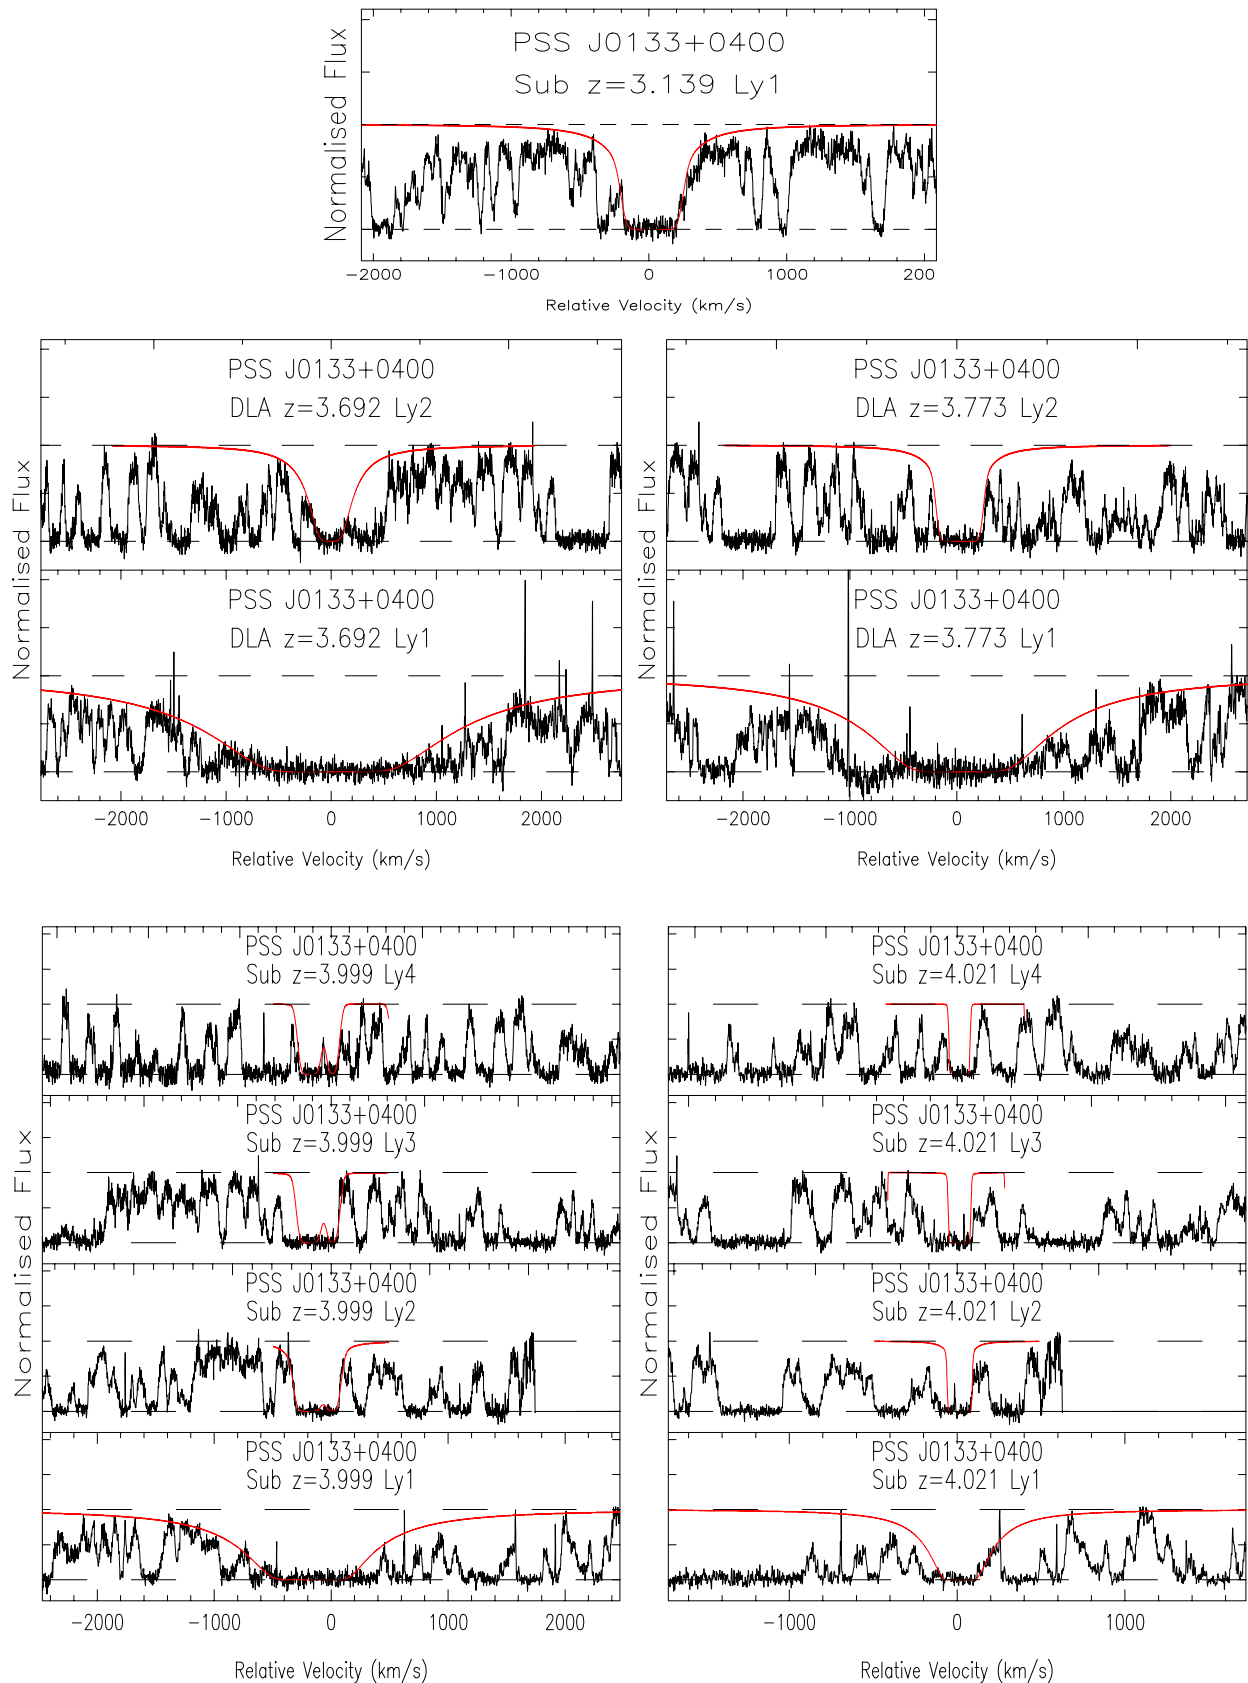 PSS J0133+0400
Sub z=3.139 Ly1
Normalised Flux
−2000 −1000 0 1000 200
Relative Velocity (km/s)
PSS J0133+0400
DLA z=3.692 Ly2
PSS J0133+0400
DLA z=3.692 Ly1
Normalised Flux
−2000 −1000 0 1000 2000
Relative Velocity (km/s)
PSS J0133+0400
DLA z=3.773 Ly2
PSS J0133+0400
DLA z=3.773 Ly1
Normalised Flux
−2000 −1000 0 1000 2000
Relative Velocity (km/s)
PSS J0133+0400
Sub z=3.999 Ly4
PSS J0133+0400
Sub z=3.999 Ly3
PSS J0133+0400
Sub z=3.999 Ly2
PSS J0133+0400
Sub z=3.999 Ly1
Normalised Flux
−2000 −1000 0 1000 2000
Relative Velocity (km/s)
PSS J0133+0400
Sub z=4.021 Ly4
PSS J0133+0400
Sub z=4.021 Ly3
PSS J0133+0400
Sub z=4.021 Ly2
PSS J0133+0400
Sub z=4.021 Ly1
Normalised Flux
−1000 0 1000
Relative Velocity (km/s)